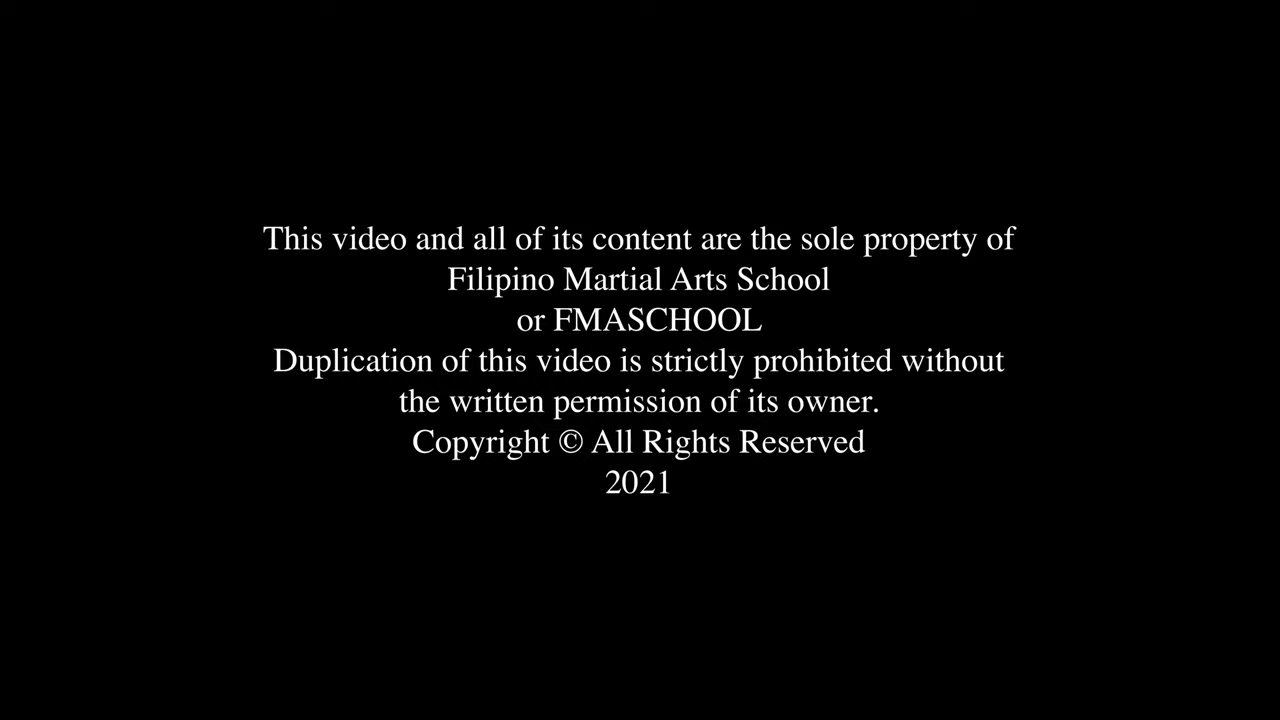 This video and all of its content are the sole property of
Filipino Martial Arts School
or FMASCHOOL
Duplication of this video is strictly prohibited without
the written permission of its owner.
Copyright © All Rights Reserved
2021